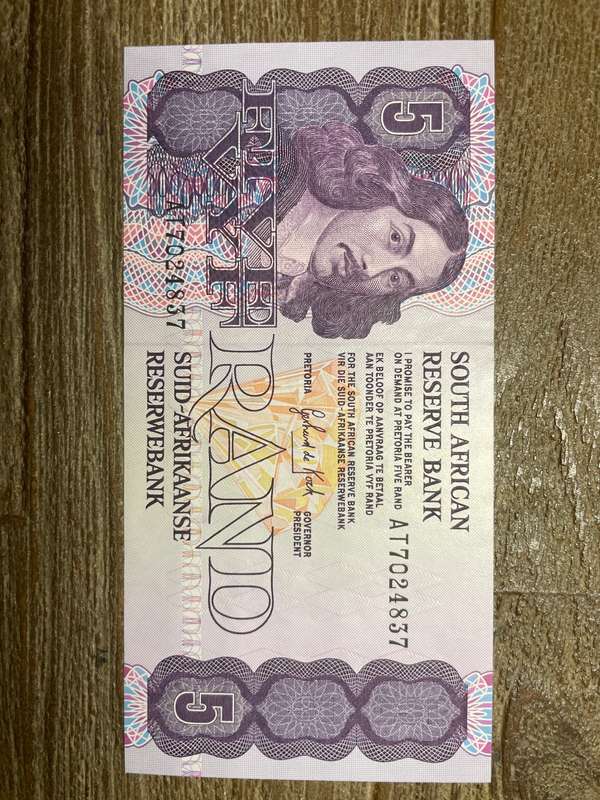 5
FIVE
VYF
RAND
AT7024837
SOUTH AFRICAN
RESERVE BANK
I PROMISE TO PAY THE BEARER
ON DEMAND AT PRETORIA FIVE RAND
EK BELOOF OP AANVRAAG TE BETAAL
AAN TOONDER TE PRETORIA VYF RAND
AT7024837
FOR THE SOUTH AFRICAN RESERVE BANK
VIR DIE SUID-AFRIKAANSE RESERWEBANK
PRETORIA
GOVERNOR
PRESIDENT
SUID-AFRIKAANSE
RESERWEBANK
5